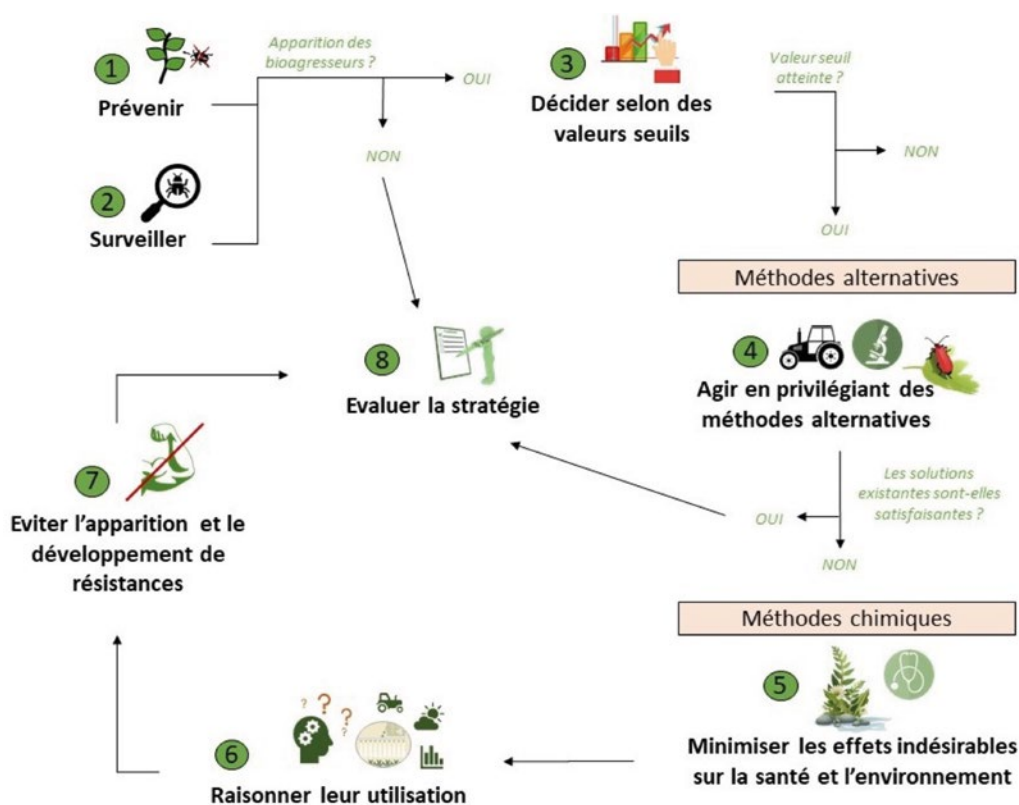 1
Prévenir
Apparition des
bioagresseurs ?
OUI
NON
2
Surveiller
3
Décider selon des
valeurs seuils
Valeur seuil
atteinte ?
NON
OUI
Méthodes alternatives
4
Agir en privilégiant des
méthodes alternatives
Les solutions
existantes sont-elles
satisfaisantes ?
OUI
NON
Méthodes chimiques
5
Minimiser les effets indésirables
sur la santé et l'environnement
6
? ? ?
Raisonner leur utilisation
7
Eviter l'apparition et le
développement de
résistances
8
Evaluer la stratégie